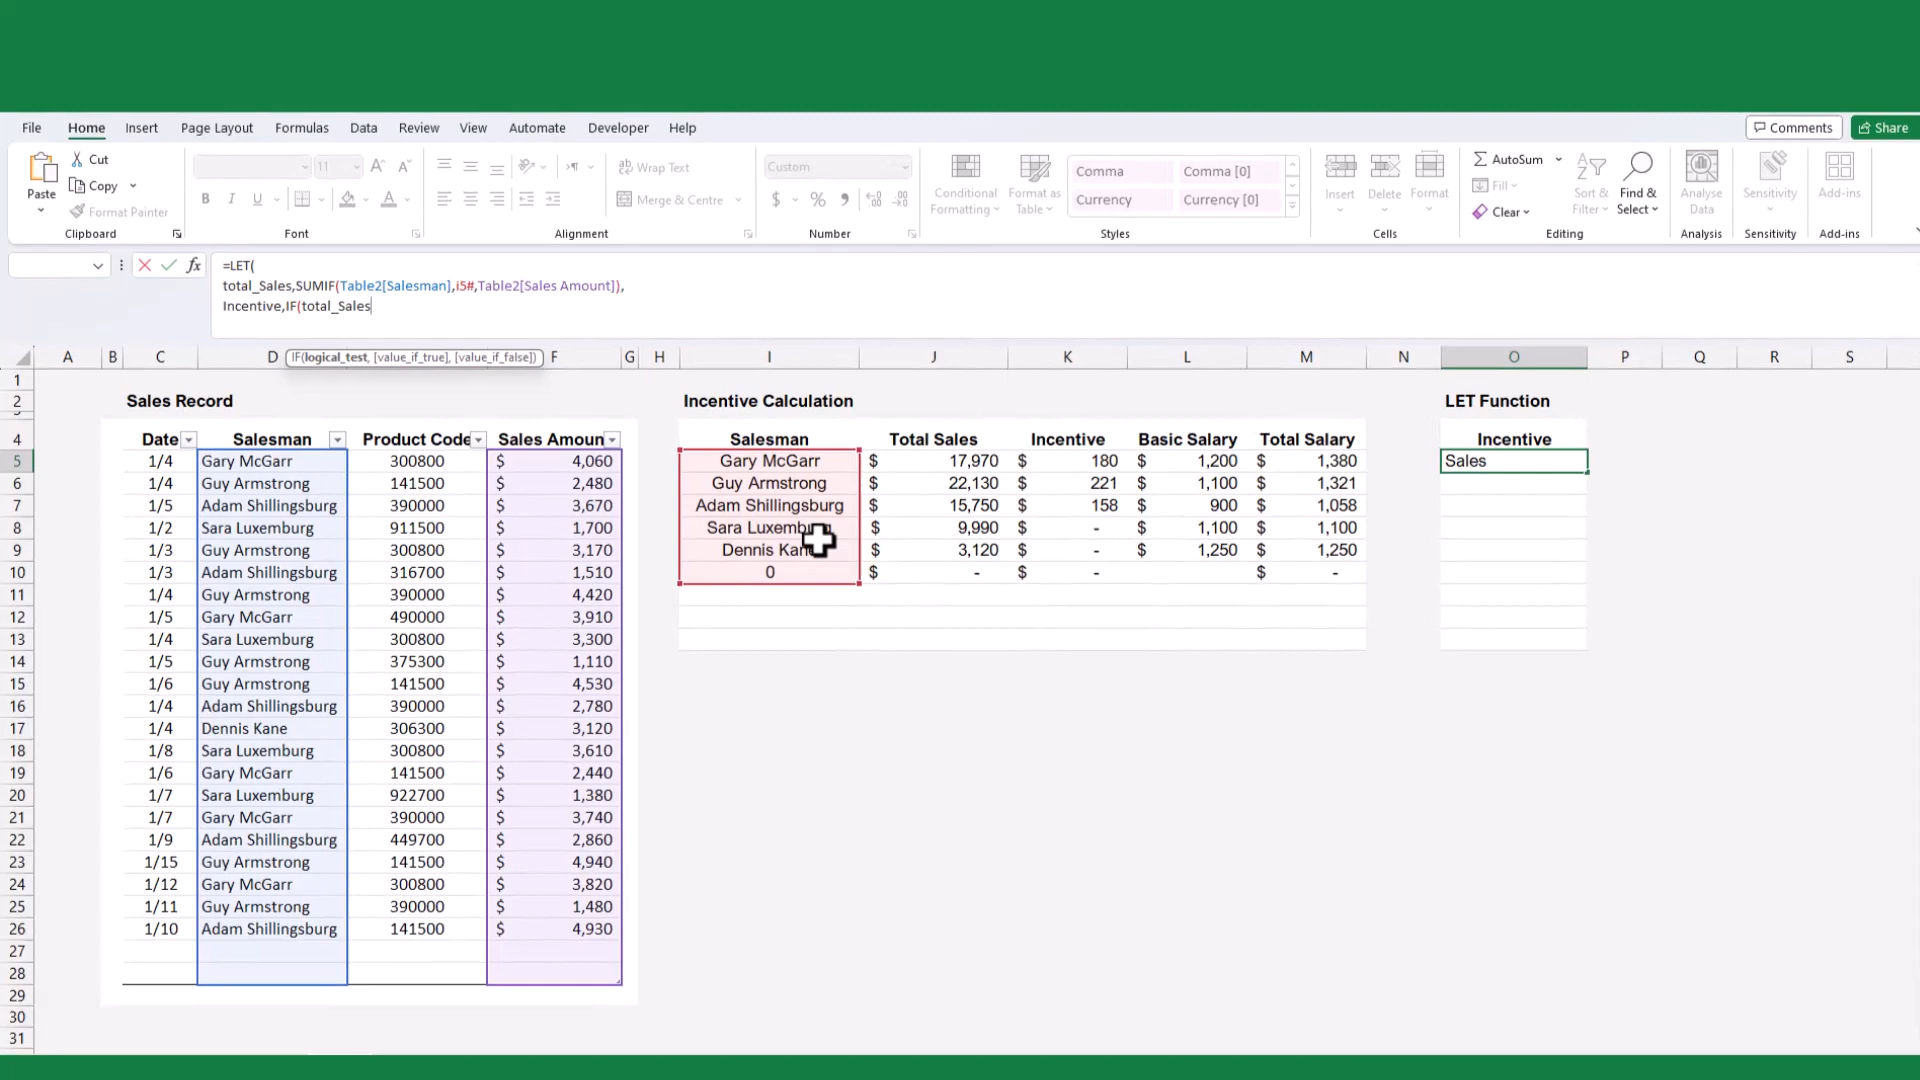 File Home Insert Page Layout Formulas Data Review View Automate Developer Help Comments Share
Paste Cut Copy Format Painter Clipboard
11 B I U Font
Wrap Text Merge & Centre Alignment
Custom $ % Number
Conditional Formatting Format as Table Comma Comma [0] Currency Currency [0] Styles
Insert Delete Format Cells
AutoSum Fill Clear Sort & Filter Find & Select Editing
Analyse Data Analysis
Sensitivity Sensitivity
Add-ins Add-ins
fx =LET(
total_Sales,SUMIF(Table2[Salesman],i5#,Table2[Sales Amount]),
Incentive,IF(total_Sales
IF(logical_test, [value_if_true], [value_if_false])
A B C D F G H I J K L M N O P Q R S
1
2 Sales Record Incentive Calculation LET Function
4 Date Salesman Product Code Sales Amoun Salesman Total Sales Incentive Basic Salary Total Salary Incentive
5 1/4 Gary McGarr 300800 $ 4,060 Gary McGarr $ 17,970 $ 180 $ 1,200 $ 1,380 Sales
6 1/4 Guy Armstrong 141500 $ 2,480 Guy Armstrong $ 22,130 $ 221 $ 1,100 $ 1,321
7 1/5 Adam Shillingsburg 390000 $ 3,670 Adam Shillingsburg $ 15,750 $ 158 $ 900 $ 1,058
8 1/2 Sara Luxemburg 911500 $ 1,700 Sara Luxemburg $ 9,990 $ - $ 1,100 $ 1,100
9 1/3 Guy Armstrong 300800 $ 3,170 Dennis Kane $ 3,120 $ - $ 1,250 $ 1,250
10 1/3 Adam Shillingsburg 316700 $ 1,510 0 $ - $ - $ -
11 1/4 Guy Armstrong 390000 $ 4,420
12 1/5 Gary McGarr 490000 $ 3,910
13 1/4 Sara Luxemburg 300800 $ 3,300
14 1/5 Guy Armstrong 375300 $ 1,110
15 1/6 Guy Armstrong 141500 $ 4,530
16 1/4 Adam Shillingsburg 390000 $ 2,780
17 1/4 Dennis Kane 306300 $ 3,120
18 1/8 Sara Luxemburg 300800 $ 3,610
19 1/6 Gary McGarr 141500 $ 2,440
20 1/7 Sara Luxemburg 922700 $ 1,380
21 1/7 Gary McGarr 390000 $ 3,740
22 1/9 Adam Shillingsburg 449700 $ 2,860
23 1/15 Guy Armstrong 141500 $ 4,940
24 1/12 Gary McGarr 300800 $ 3,820
25 1/11 Guy Armstrong 390000 $ 1,480
26 1/10 Adam Shillingsburg 141500 $ 4,930
27
28
29
30
31